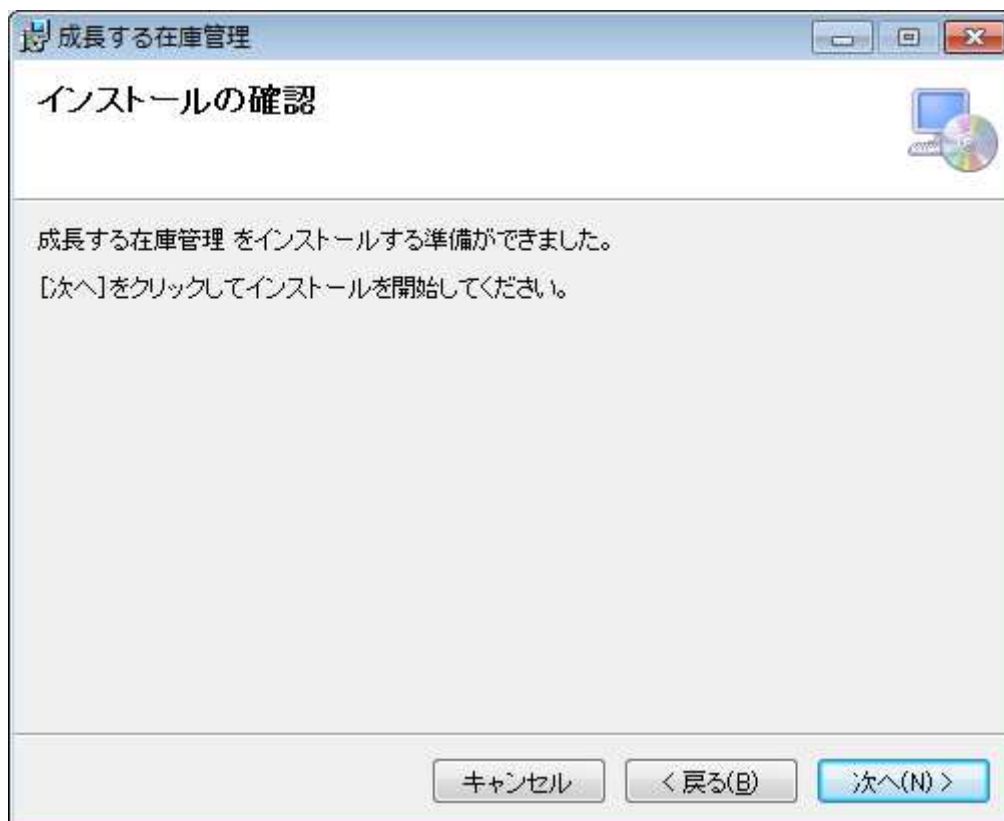 成長する在庫管理
インストールの確認
成長する在庫管理 をインストールする準備ができました。
[次へ]をクリックしてインストールを開始してください。
キャンセル
< 戻る(B)
次へ(N) >